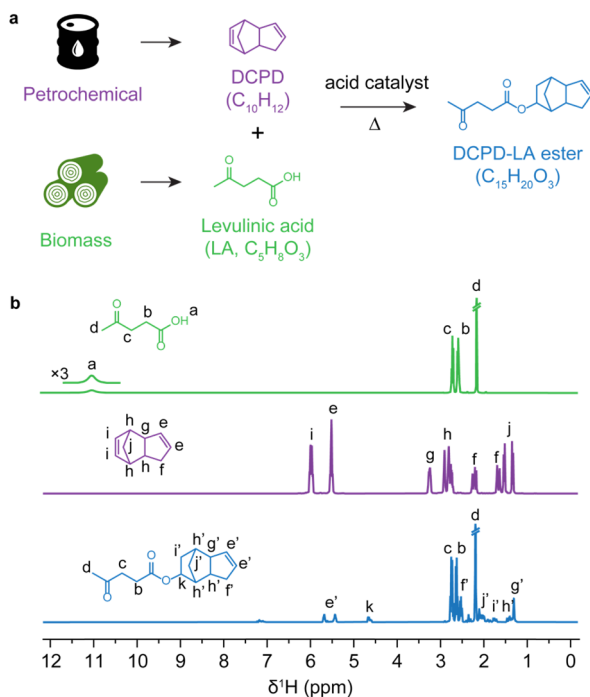 a
Petrochemical
DCPD
(C₁₀H₁₂)
+
Biomass
O
OH
O
Levulinic acid
(LA, C₅H₈O₃)
acid catalyst
Δ
O
O
O
DCPD-LA ester
(C₁₅H₂₀O₃)
b
O
b
a
OH
d
c
O
d
c
b
×3
a
h
g
e
i
j
e
i
h
h
f
i
e
g
h
f
f
j
O
d
c
b
O
O
i'
h'
g'
e'
j'
e'
k
h'
h'
f'
e'
k
c
b
f'
d
j'
i'
h'
g'
12 11 10 9 8 7 6 5 4 3 2 1 0
δ¹H (ppm)